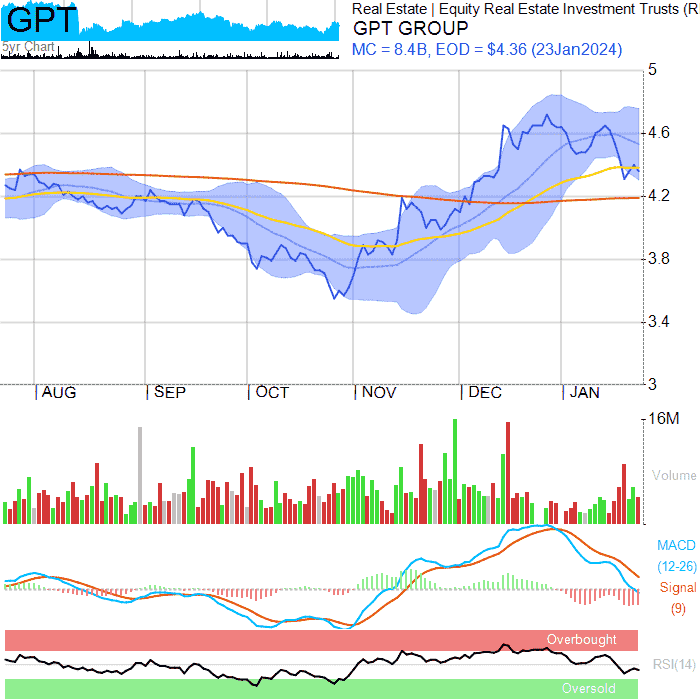 GPT
5yr Chart
Real Estate | Equity Real Estate Investment Trusts (R
GPT GROUP
MC = 8.4B, EOD = $4.36 (23Jan2024)
5
4.6
4.2
3.8
3.4
3
AUG SEP OCT NOV DEC JAN
16M
Volume
MACD
(12-26)
Signal
(9)
Overbought
RSI(14)
Oversold